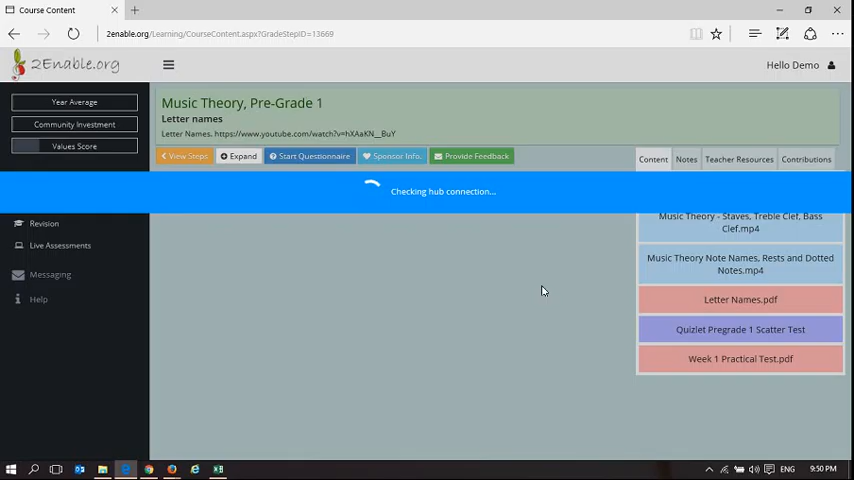 Course Content
2enable.org/Learning/CourseContent.aspx?GradeStepID=13669
2Enable.org
Hello Demo
Year Average
Community Investment
Values Score
Music Theory, Pre-Grade 1
Letter names
Letter Names. https://www.youtube.com/watch?v=hXAaKN__BuY
View Steps
Expand
Start Questionnaire
Sponsor Info.
Provide Feedback
Content
Notes
Teacher Resources
Contributions
Checking hub connection...
Revision
Live Assessments
Messaging
Help
Music Theory - Staves, Treble Clef, Bass
Clef.mp4
Music Theory Note Names, Rests and Dotted
Notes.mp4
Letter Names.pdf
Quizlet Pregrade 1 Scatter Test
Week 1 Practical Test.pdf
ENG
9:50 PM